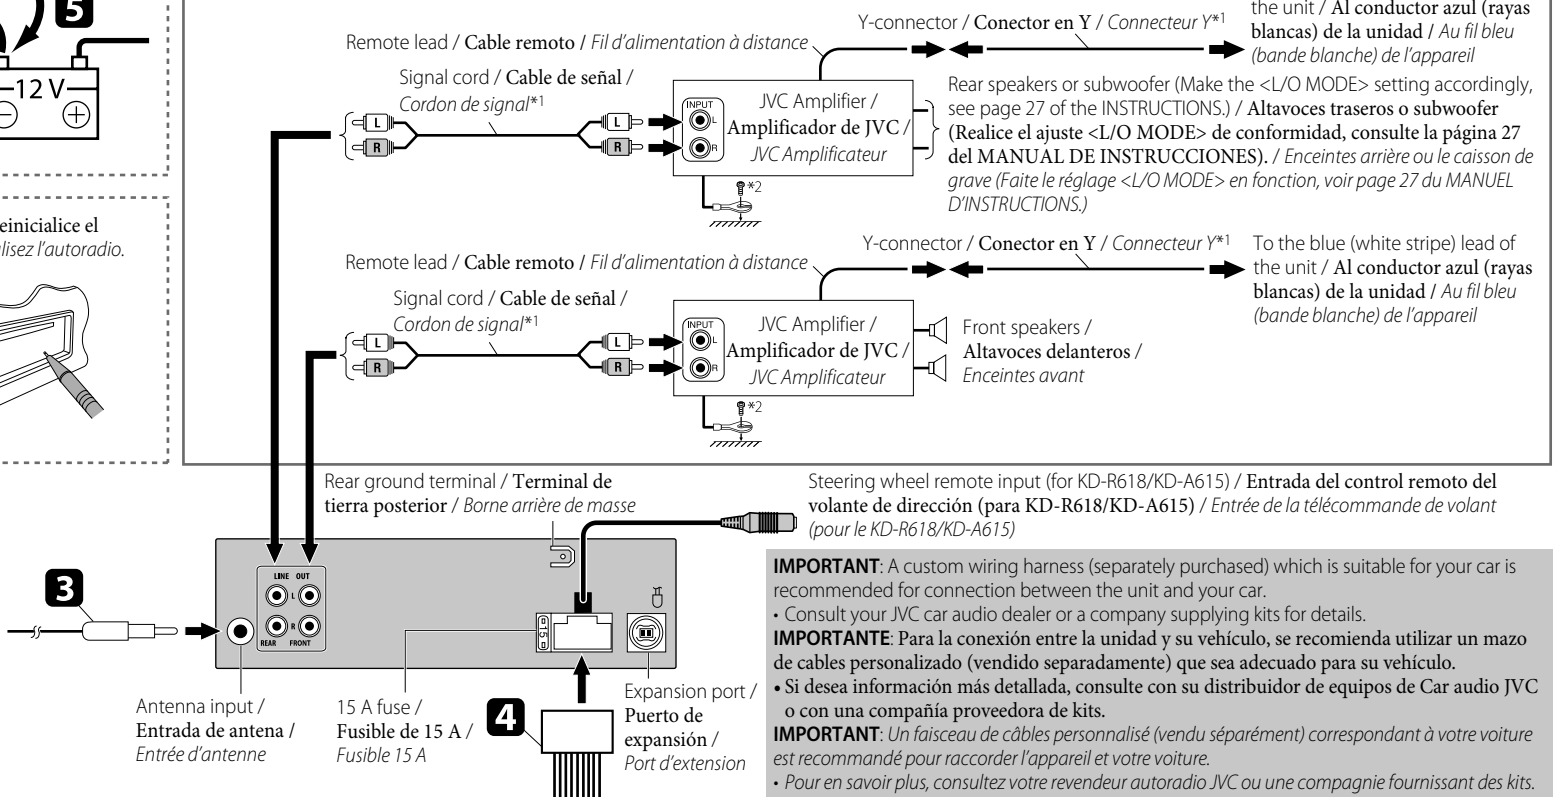 5
12 V
einicialice el
lisez l'autoradio.
Remote lead / Cable remoto / Fil d'alimentation à distance
Y-connector / Conector en Y / Connecteur Y*1
the unit / Al conductor azul (rayas
blancas) de la unidad / Au fil bleu
(bande blanche) de l'appareil
Signal cord / Cable de señal /
Cordon de signal*1
L
R
L
R
INPUT
L
R
JVC Amplifier /
Amplificador de JVC /
JVC Amplificateur
*2
Rear speakers or subwoofer (Make the <L/O MODE> setting accordingly,
see page 27 of the INSTRUCTIONS.) / Altavoces traseros o subwoofer
(Realice el ajuste <L/O MODE> de conformidad, consulte la página 27
del MANUAL DE INSTRUCCIONES). / Enceintes arrière ou le caisson de
grave (Faite le réglage <L/O MODE> en fonction, voir page 27 du MANUEL
D'INSTRUCTIONS.)
Remote lead / Cable remoto / Fil d'alimentation à distance
Y-connector / Conector en Y / Connecteur Y*1
To the blue (white stripe) lead of
the unit / Al conductor azul (rayas
blancas) de la unidad / Au fil bleu
(bande blanche) de l'appareil
Signal cord / Cable de señal /
Cordon de signal*1
L
R
L
R
INPUT
L
R
JVC Amplifier /
Amplificador de JVC /
JVC Amplificateur
*2
Front speakers /
Altavoces delanteros /
Enceintes avant
Rear ground terminal / Terminal de
tierra posterior / Borne arrière de masse
Steering wheel remote input (for KD-R618/KD-A615) / Entrada del control remoto del
volante de dirección (para KD-R618/KD-A615) / Entrée de la télécommande de volant
(pour le KD-R618/KD-A615)
3
LINE OUT
L
R
REAR FRONT
15
Antenna input /
Entrada de antena /
Entrée d'antenne
15 A fuse /
Fusible de 15 A /
Fusible 15 A
4
Expansion port /
Puerto de
expansión /
Port d'extension
IMPORTANT: A custom wiring harness (separately purchased) which is suitable for your car is
recommended for connection between the unit and your car.
• Consult your JVC car audio dealer or a company supplying kits for details.
IMPORTANTE: Para la conexión entre la unidad y su vehículo, se recomienda utilizar un mazo
de cables personalizado (vendido separadamente) que sea adecuado para su vehículo.
• Si desea información más detallada, consulte con su distribuidor de equipos de Car audio JVC
o con una compañía proveedora de kits.
IMPORTANT: Un faisceau de câbles personnalisé (vendu séparément) correspondant à votre voiture
est recommandé pour raccorder l'appareil et votre voiture.
• Pour en savoir plus, consultez votre revendeur autoradio JVC ou une compagnie fournissant des kits.